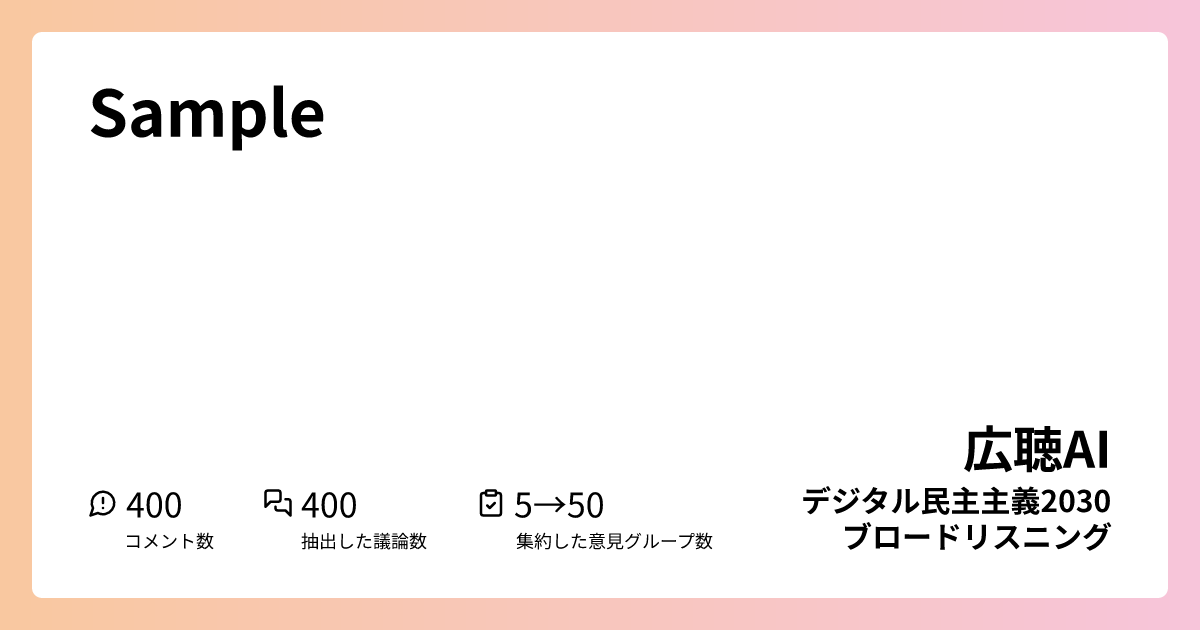 Sample
400
コメント数
400
抽出した議論数
5→50
集約した意見グループ数
広聴AI
デジタル民主主義2030
ブロードリスニング